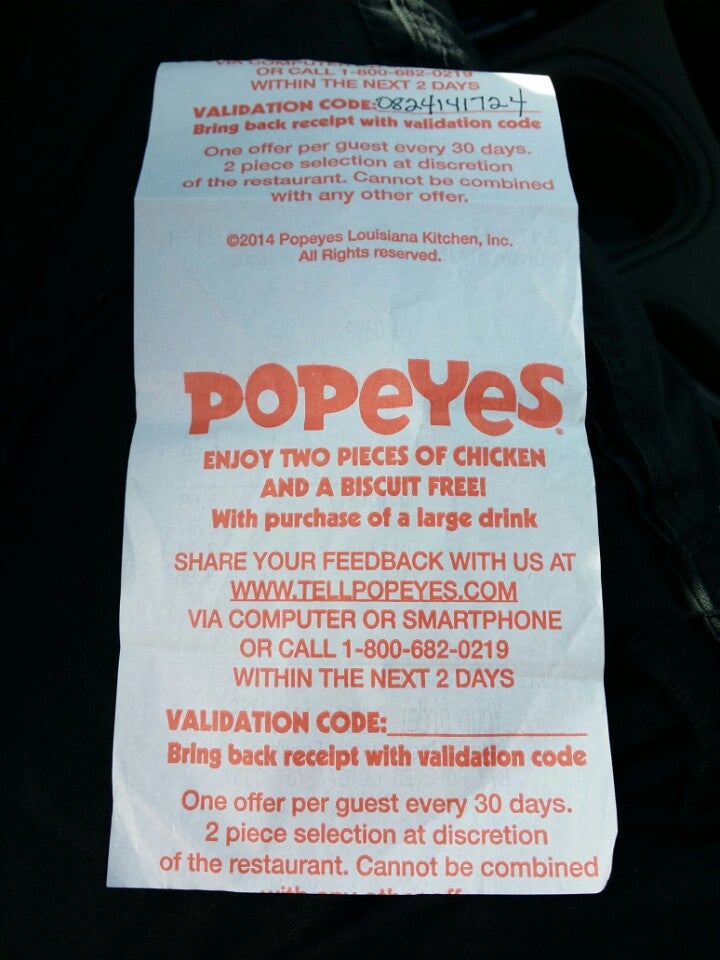 VIA COMPUTER OR
OR CALL 1-800-682-0219
WITHIN THE NEXT 2 DAYS
VALIDATION CODE: 0824141724
Bring back receipt with validation code
One offer per guest every 30 days.
2 piece selection at discretion
of the restaurant. Cannot be combined
with any other offer.
©2014 Popeyes Louisiana Kitchen, Inc.
All Rights reserved.
POPEYES®
ENJOY TWO PIECES OF CHICKEN
AND A BISCUIT FREE!
With purchase of a large drink
SHARE YOUR FEEDBACK WITH US AT
WWW.TELLPOPEYES.COM
VIA COMPUTER OR SMARTPHONE
OR CALL 1-800-682-0219
WITHIN THE NEXT 2 DAYS
VALIDATION CODE:
Bring back receipt with validation code
One offer per guest every 30 days.
2 piece selection at discretion
of the restaurant. Cannot be combined
with any other